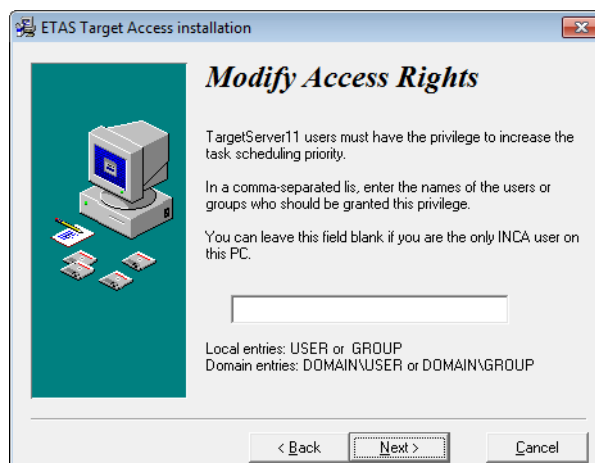 ETAS Target Access installation
Modify Access Rights
TargetServer11 users must have the privilege to increase the
task scheduling priority.
In a comma-separated lis, enter the names of the users or
groups who should be granted this privilege.
You can leave this field blank if you are the only INCA user on
this PC.
Local entries: USER or GROUP
Domain entries: DOMAIN\USER or DOMAIN\GROUP
< Back
Next >
Cancel